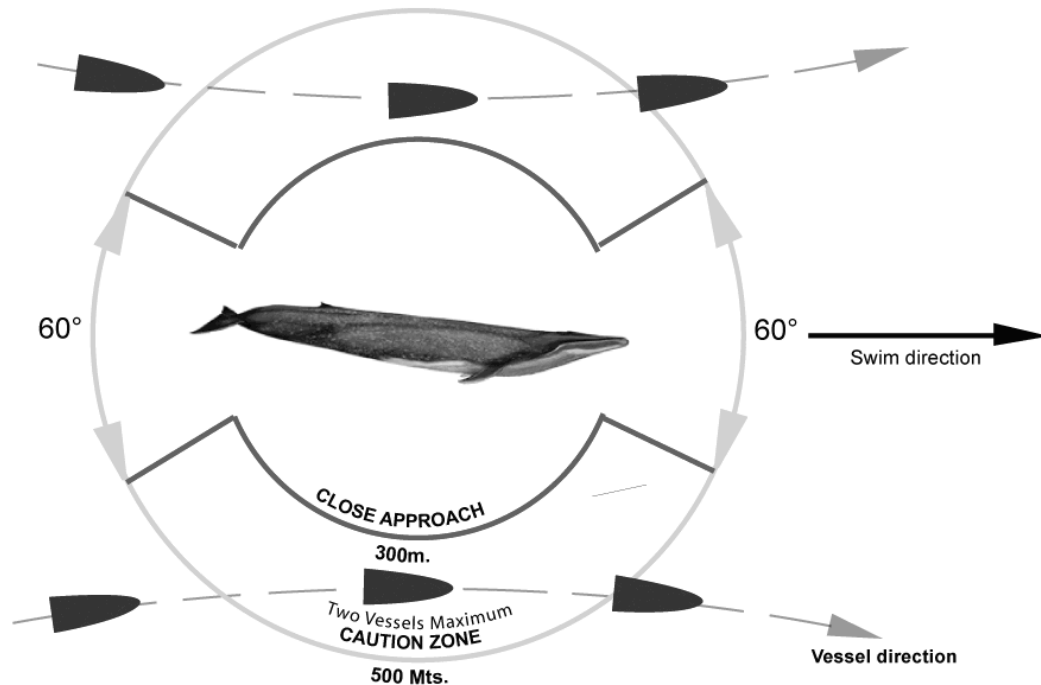 60°
60°
Swim direction
CLOSE APPROACH
300m.
Two Vessels Maximum
CAUTION ZONE
500 Mts.
Vessel direction